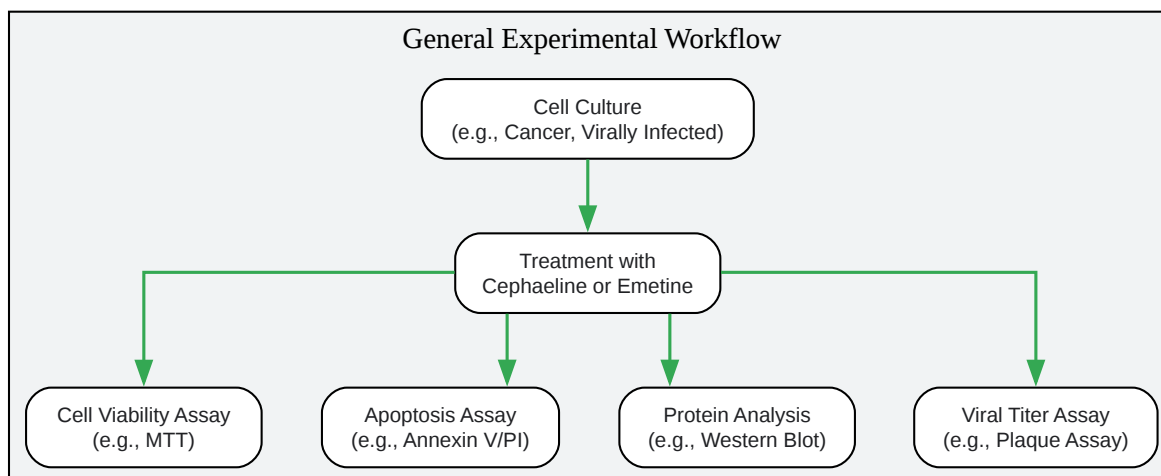 General Experimental Workflow
Cell Culture
(e.g., Cancer, Virally Infected)
Treatment with
Cephaeline or Emetine
Cell Viability Assay
(e.g., MTT)
Apoptosis Assay
(e.g., Annexin V/PI)
Protein Analysis
(e.g., Western Blot)
Viral Titer Assay
(e.g., Plaque Assay)